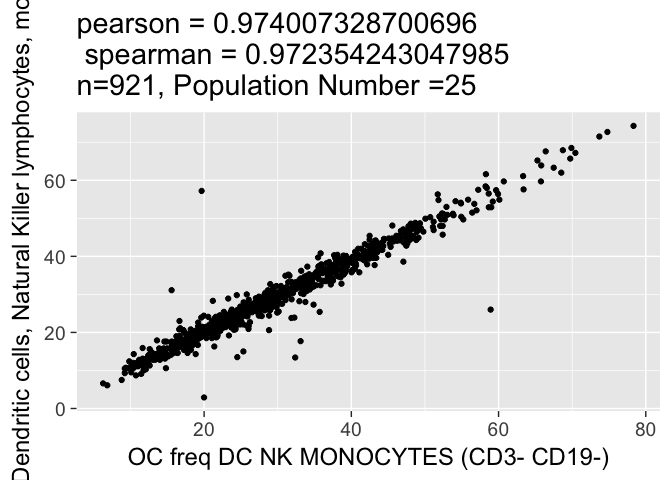 pearson = 0.974007328700696
spearman = 0.972354243047985
n=921, Population Number =25
Dendritic cells, Natural Killer lymphocytes,
60
40
20
0
20
40
60
80
OC freq DC NK MONOCYTES (CD3- CD19-)